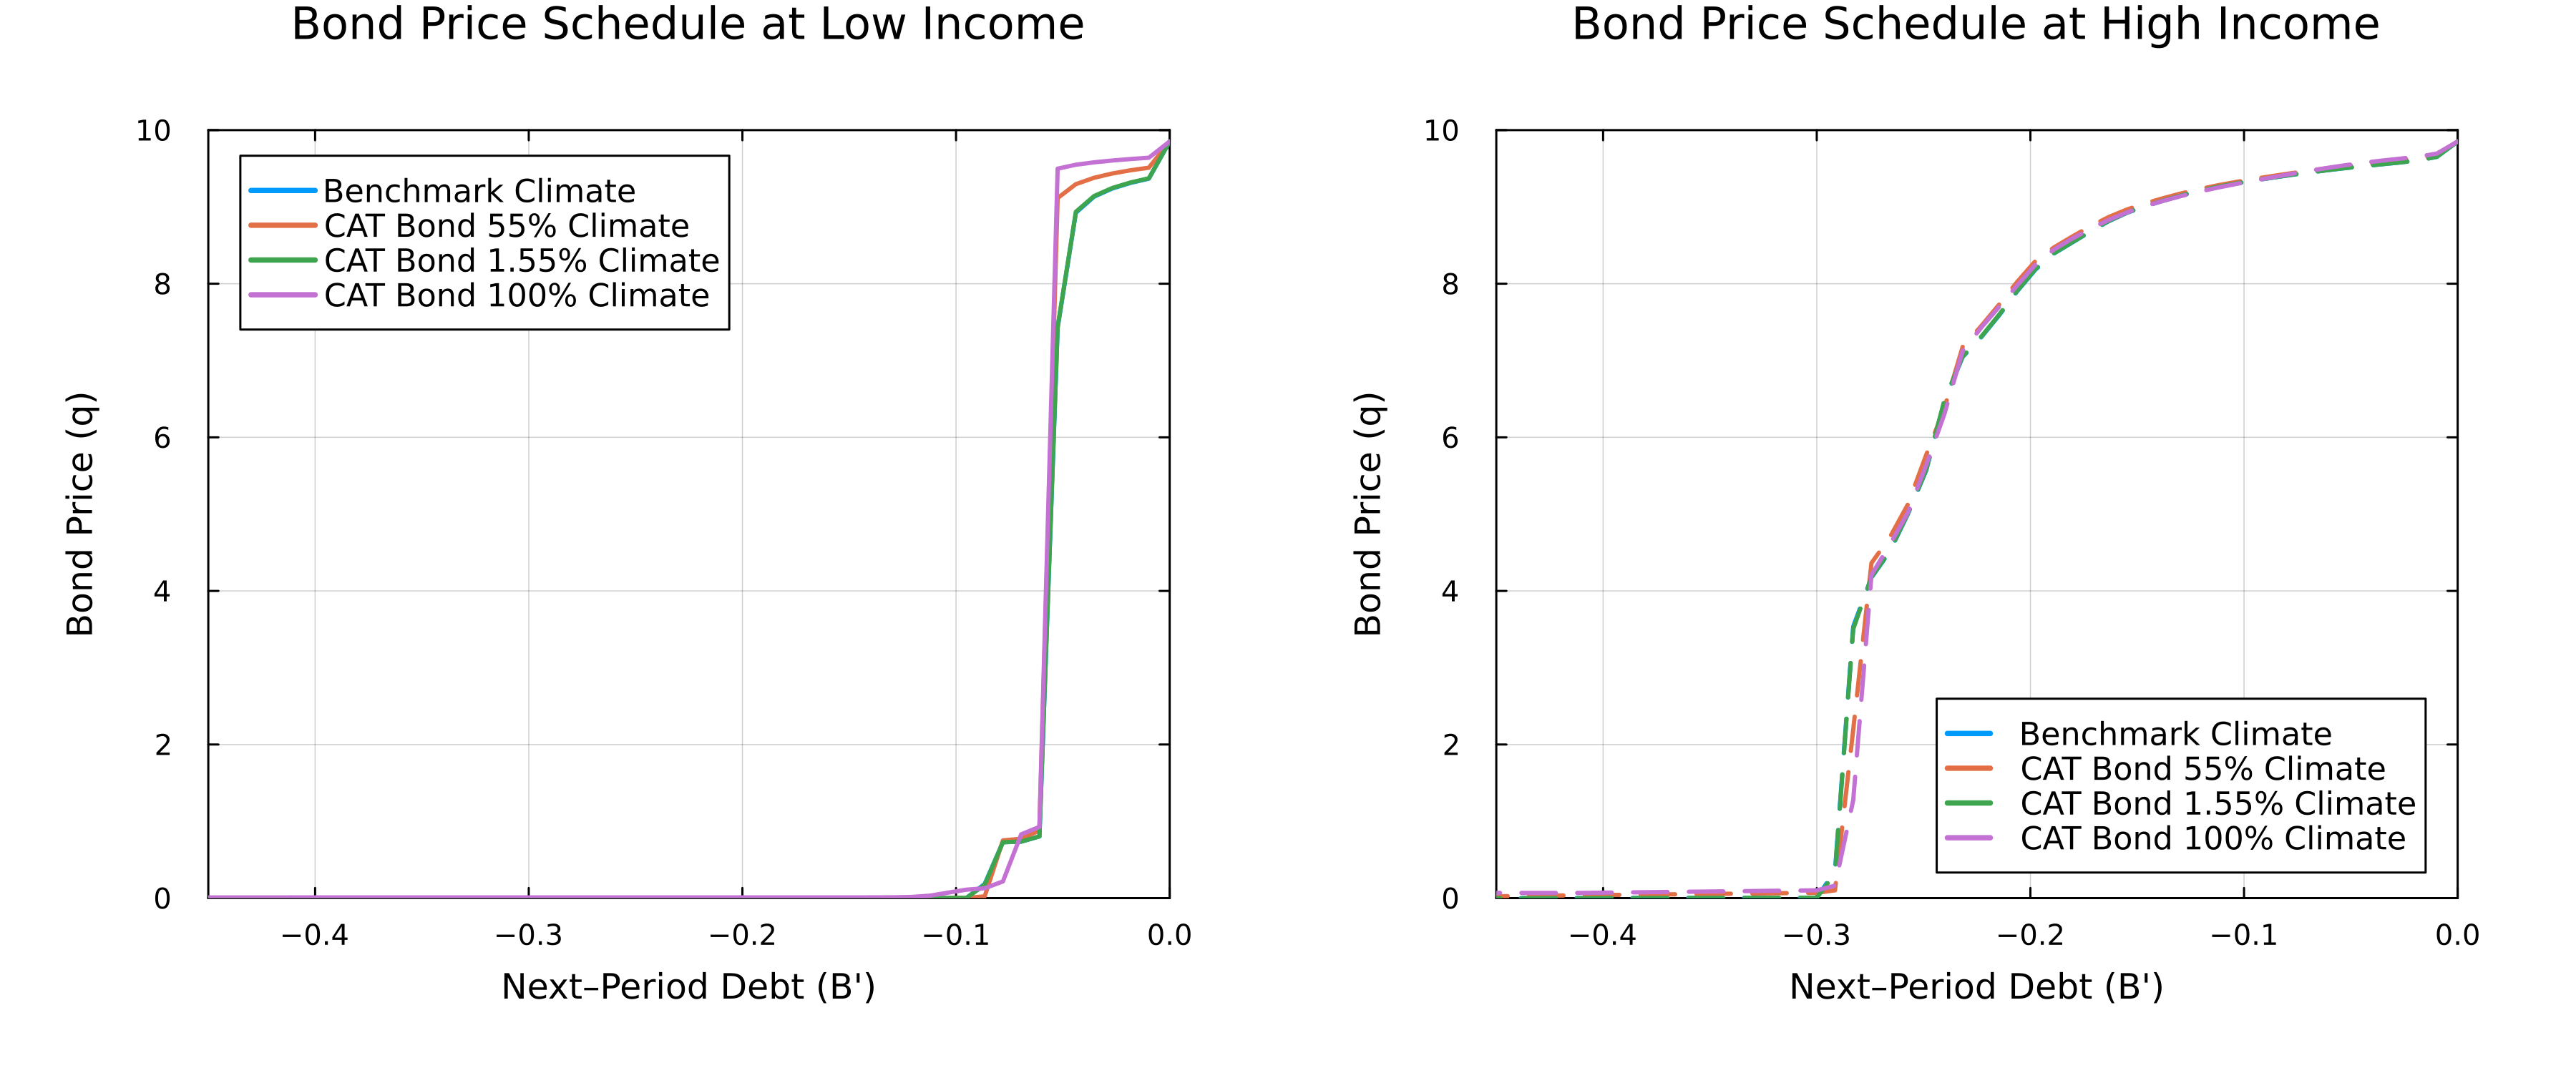 Bond Price Schedule at Low Income
10
8
6
4
2
0
Bond Price (q)
Benchmark Climate
CAT Bond 55% Climate
CAT Bond 1.55% Climate
CAT Bond 100% Climate
−0.4
−0.3
−0.2
−0.1
0.0
Next–Period Debt (B')
Bond Price Schedule at High Income
10
8
6
4
2
0
Bond Price (q)
Benchmark Climate
CAT Bond 55% Climate
CAT Bond 1.55% Climate
CAT Bond 100% Climate
−0.4
−0.3
−0.2
−0.1
0.0
Next–Period Debt (B')